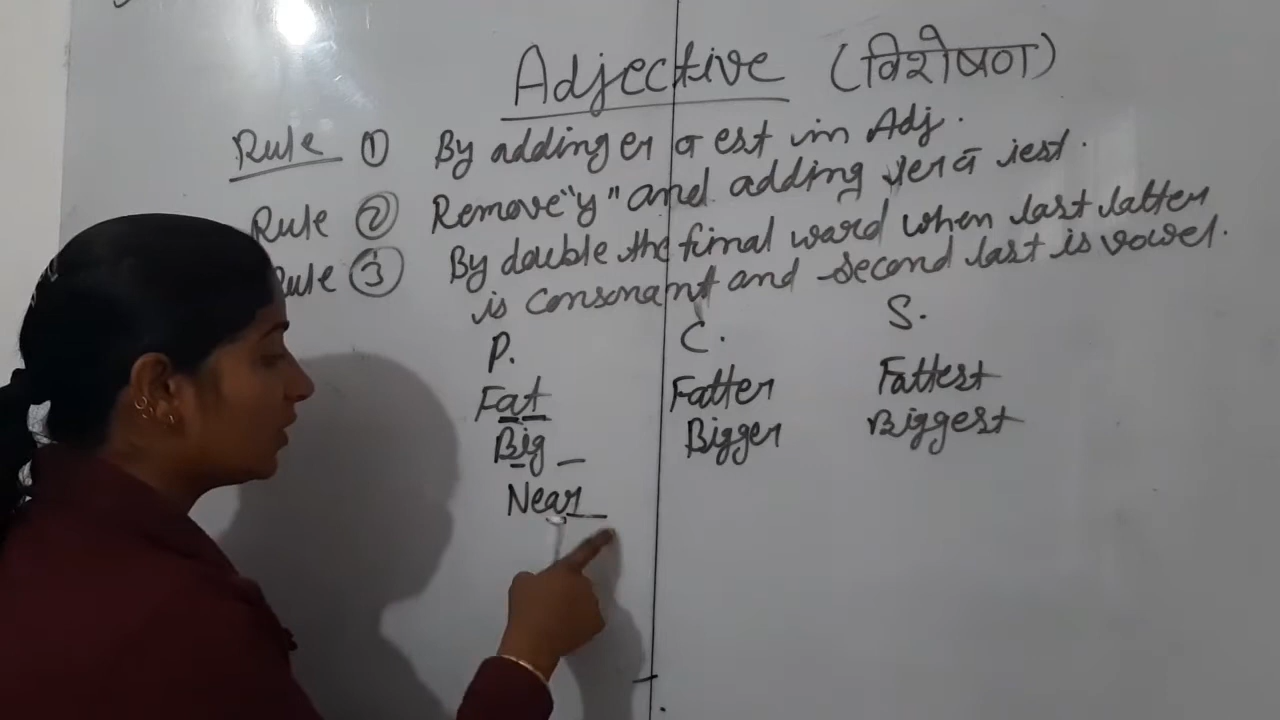 Adjective (विशेषण)
Rule ① By adding er or est in Adj.
Rule ② Remove "y" and adding ier or iest.
Rule ③ By double the final ward when last latter
is consonant and second last is vowel.
P. C. S.
Fat Fatter Fattest
Big Bigger Biggest
Near